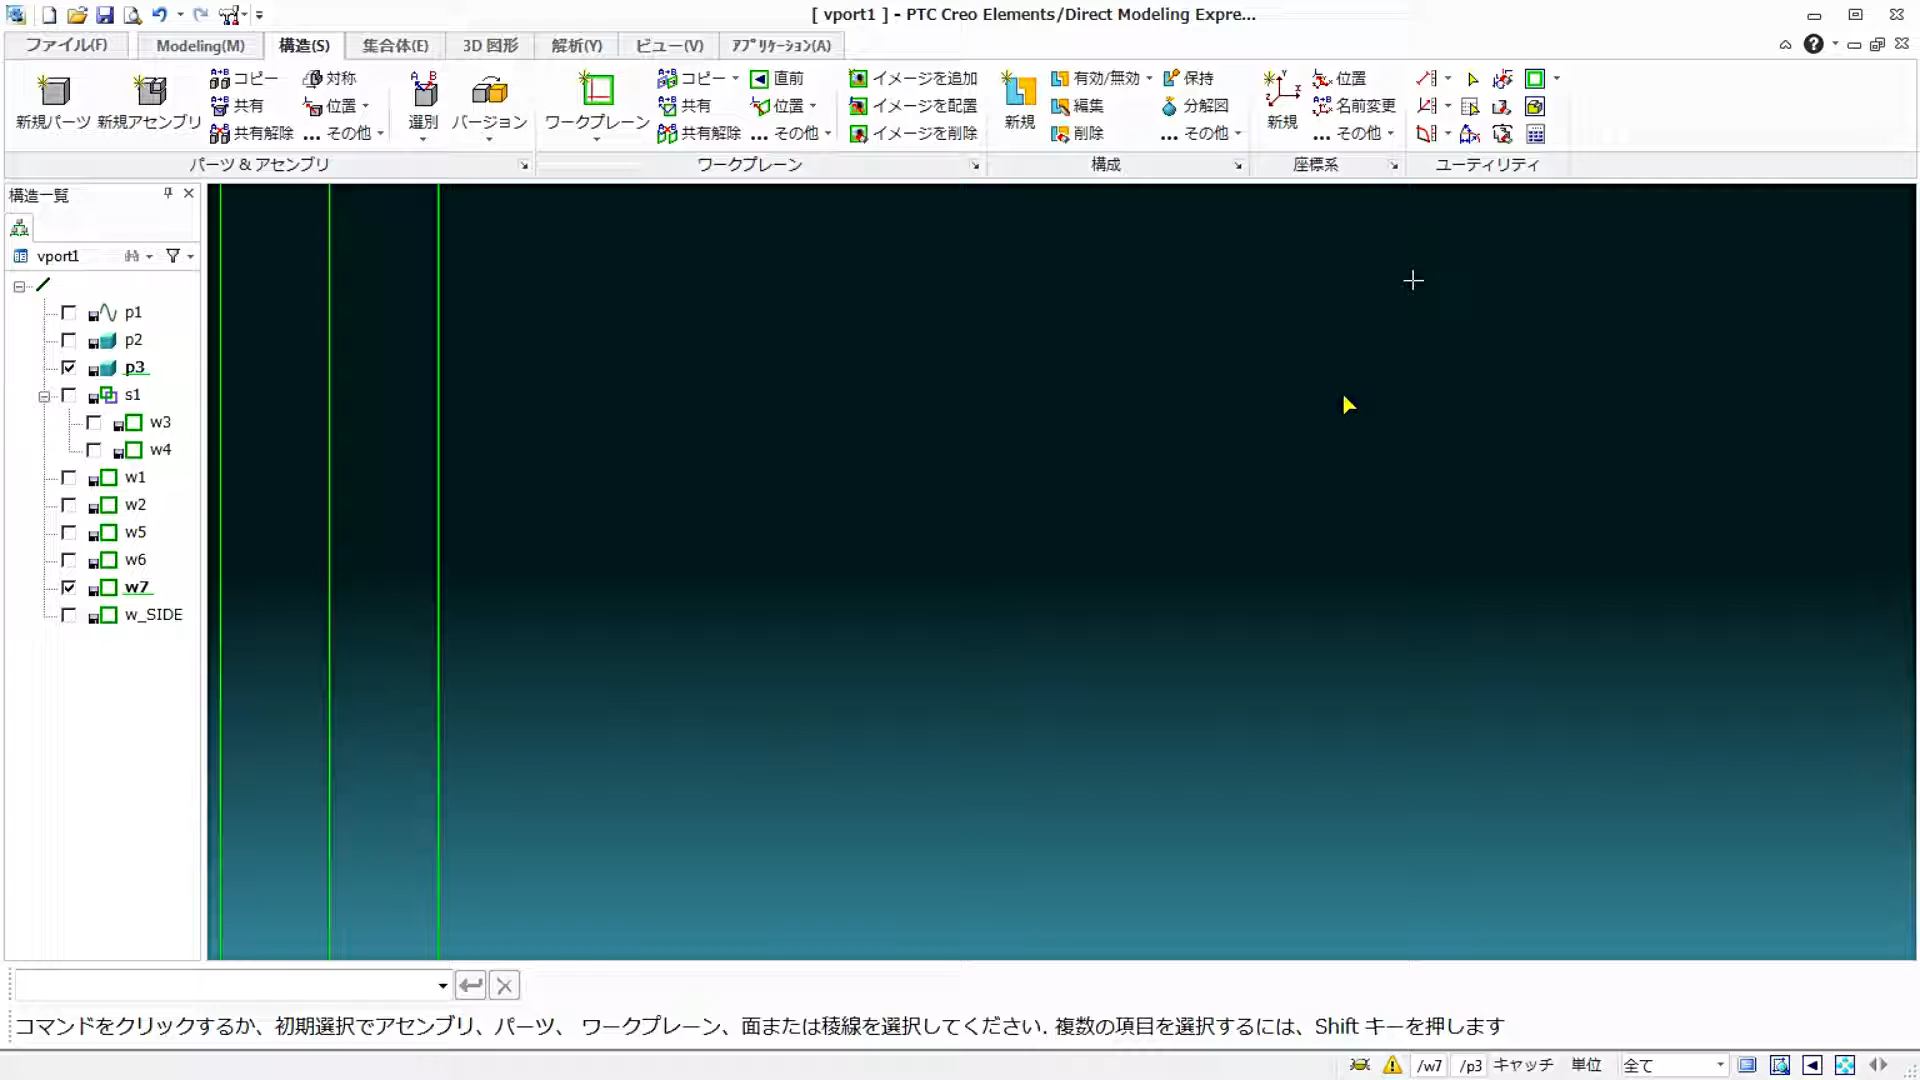 [ vport1 ] - PTC Creo Elements/Direct Modeling Expre...
ファイル(F) Modeling(M) 構造(S) 集合体(E) 3D 図形 解析(Y) ビュー(V) アプリケーション(A)
新規パーツ 新規アセンブリ コピー 共有 共有解除 対称 位置 ... その他 選別 バージョン
ワークプレーン コピー 共有 共有解除 直前 位置 ... その他 イメージを追加 イメージを配置 イメージを削除
新規 有効/無効 編集 削除 保持 分解図 ... その他
新規 位置 名前変更 ... その他
パーツ & アセンブリ ワークプレーン 構成 座標系 ユーティリティ
構造一覧
vport1
p1
p2
p3
s1
w3
w4
w1
w2
w5
w6
w7
w_SIDE
コマンドをクリックするか、初期選択でアセンブリ、パーツ、 ワークプレーン、面または稜線を選択してください. 複数の項目を選択するには、Shift キーを押します
/w7 /p3 キャッチ 単位 全て